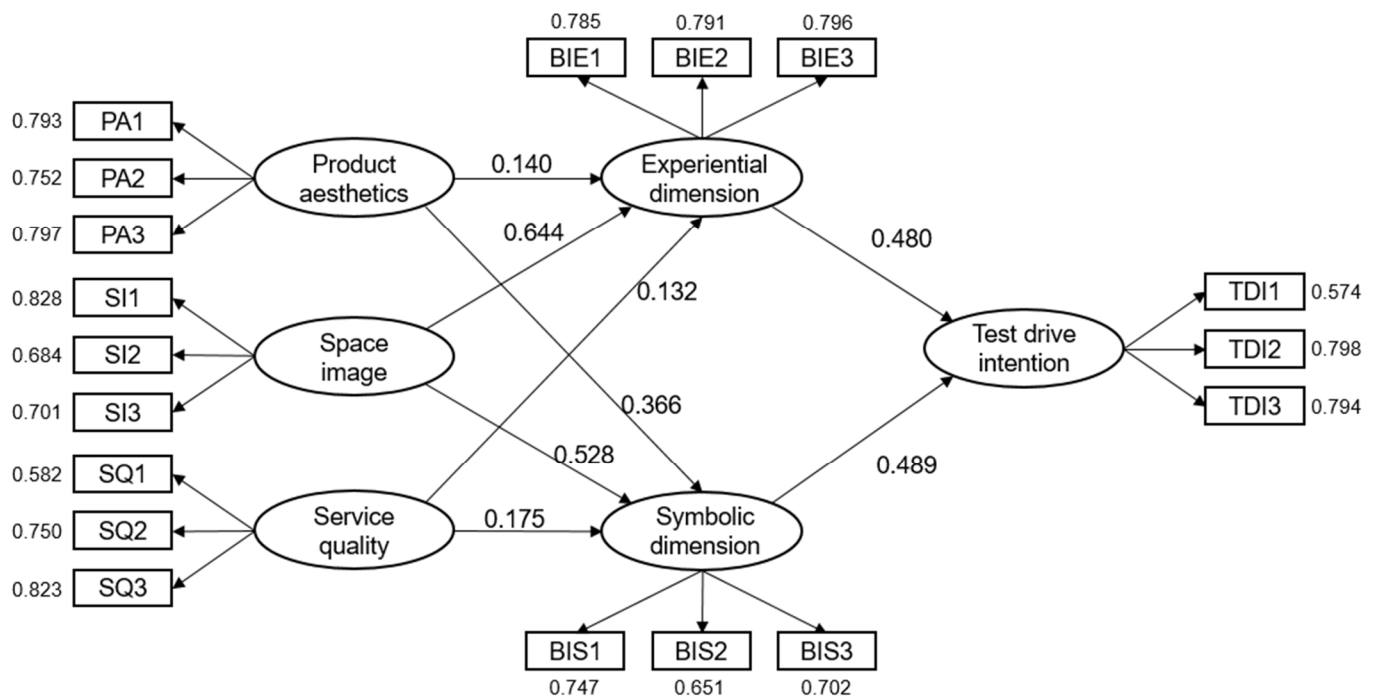 0.785
0.791
0.796
BIE1
BIE2
BIE3
0.793
PA1
0.752
PA2
0.797
PA3
Product
aesthetics
0.140
Experiential
dimension
0.644
0.480
0.828
SI1
0.684
SI2
0.701
SI3
Space
image
0.132
0.366
0.528
Test drive
intention
TDI1
0.574
TDI2
0.798
TDI3
0.794
0.582
SQ1
0.750
SQ2
0.823
SQ3
Service
quality
0.175
Symbolic
dimension
0.489
BIS1
BIS2
BIS3
0.747
0.651
0.702